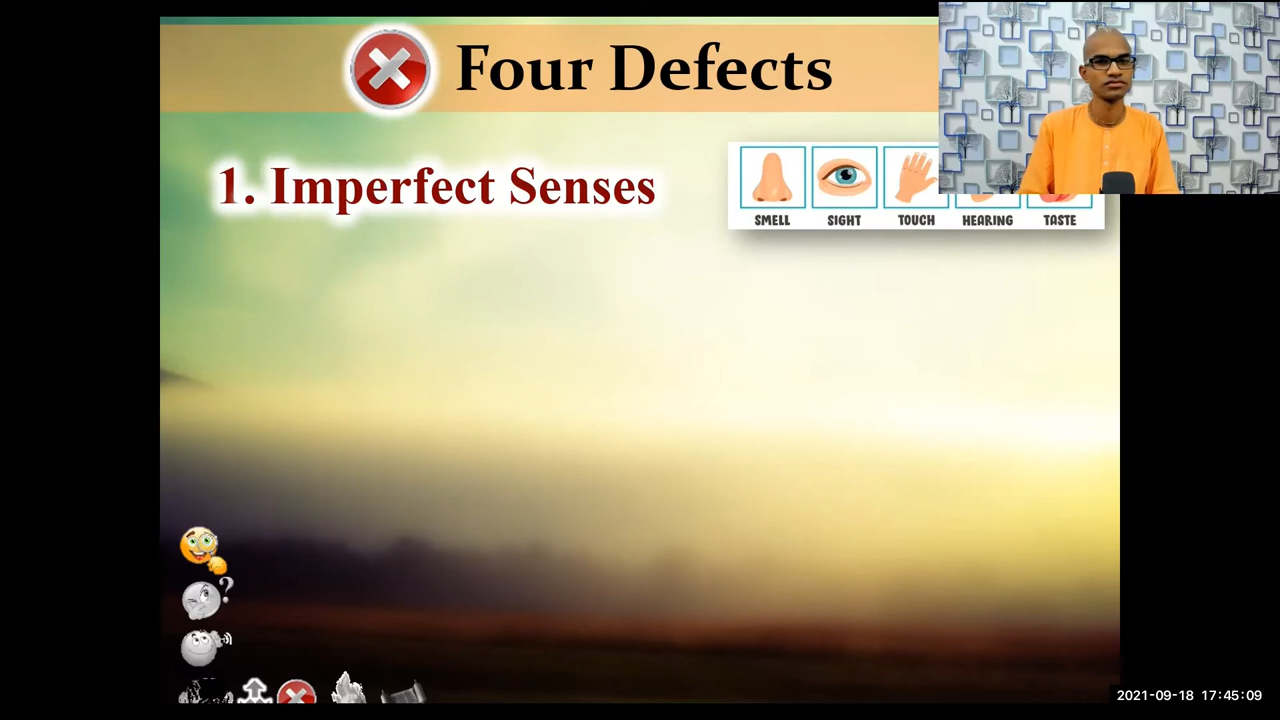 Four Defects
1. Imperfect Senses
SMELL SIGHT TOUCH HEARING TASTE
2021-09-18 17:45:09